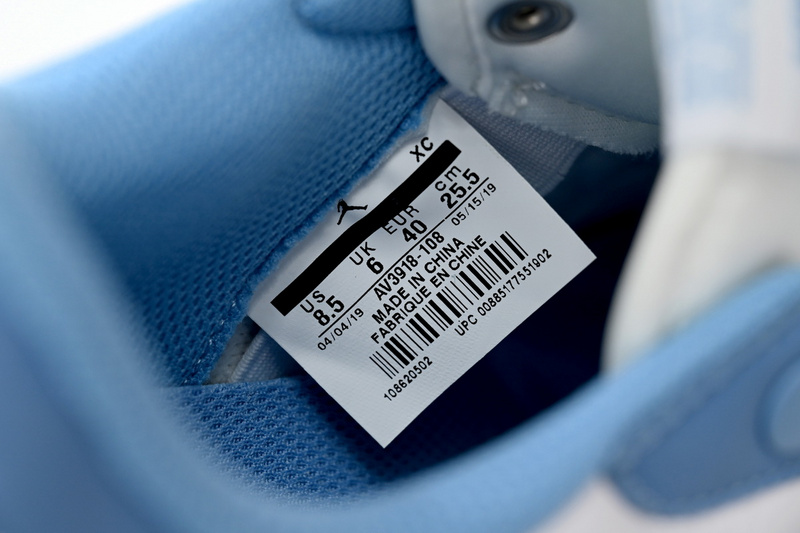 XC
US UK EUR cm
8.5 6 40 25.5
04/04/19 05/15/19
AV3918-108
MADE IN CHINA
FABRIQUE EN CHINE
108620502 UPC 00885177551902